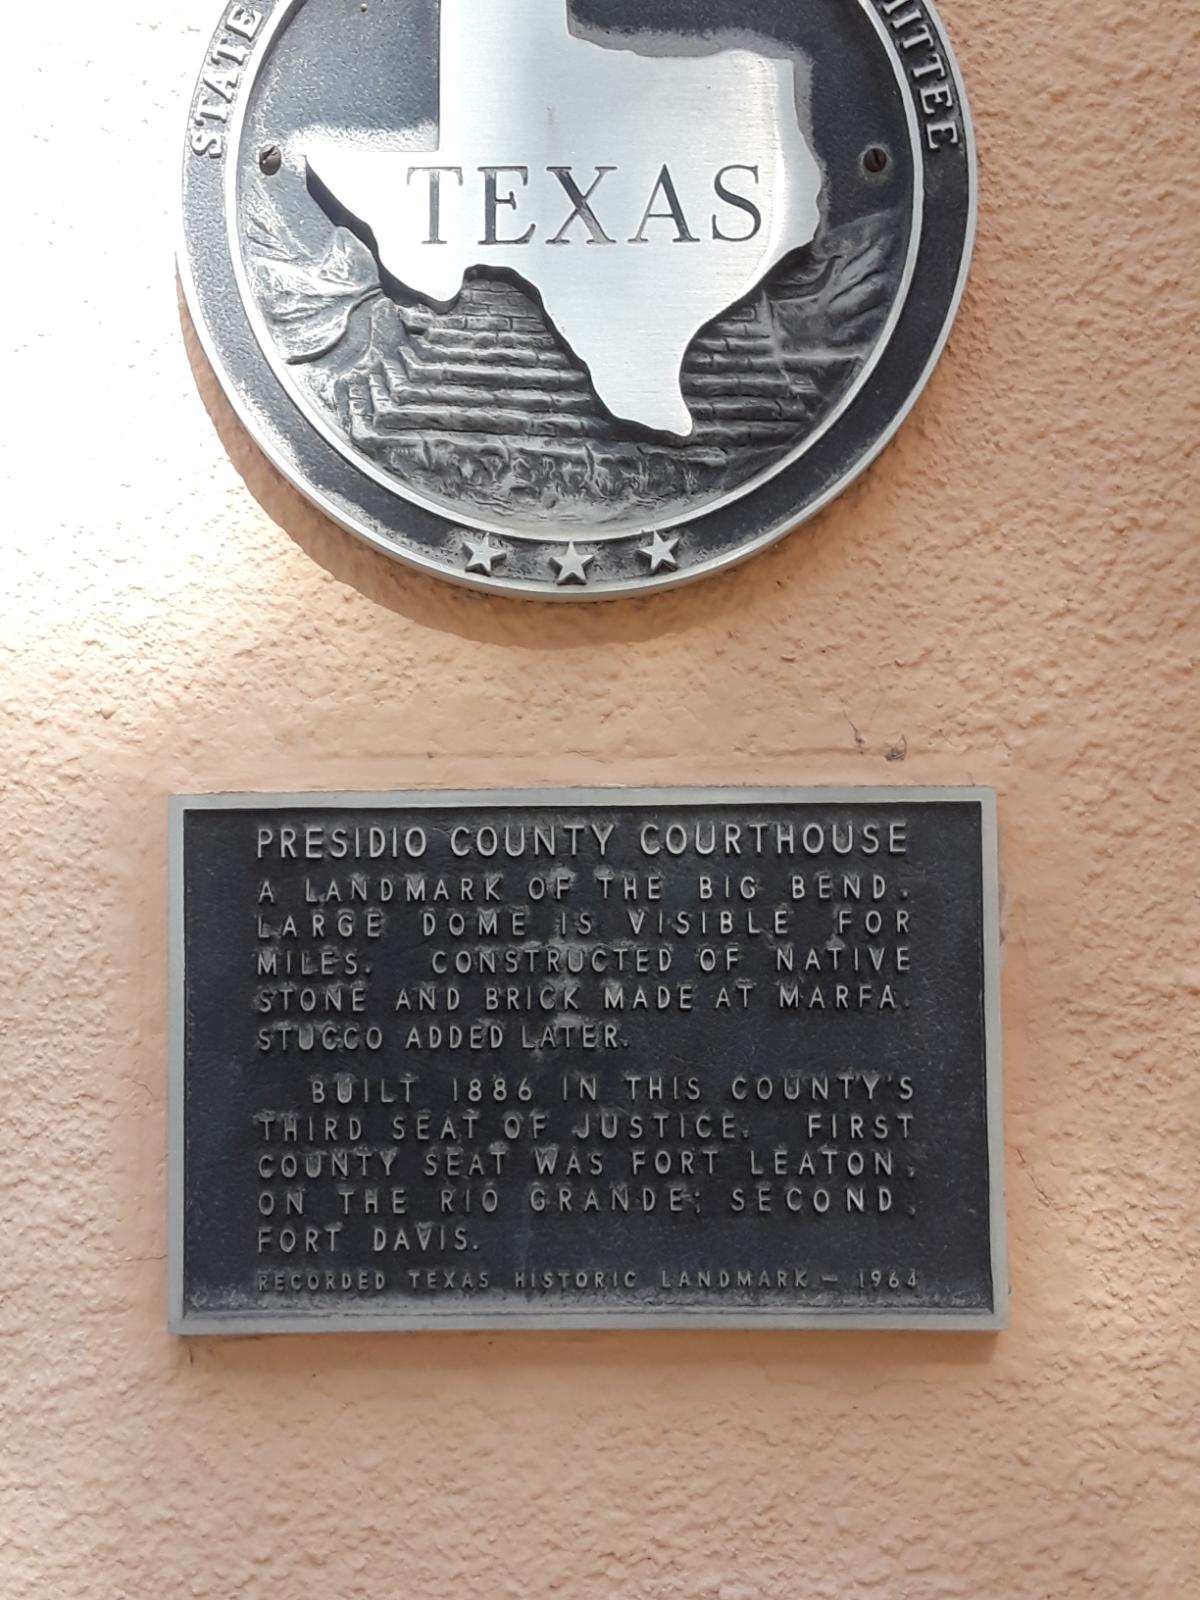 STATE
MITTEE
TEXAS
PRESIDIO COUNTY COURTHOUSE
A LANDMARK OF THE BIG BEND.
LARGE DOME IS VISIBLE FOR
MILES. CONSTRUCTED OF NATIVE
STONE AND BRICK MADE AT MARFA.
STUCCO ADDED LATER.
BUILT 1886 IN THIS COUNTY'S
THIRD SEAT OF JUSTICE. FIRST
COUNTY SEAT WAS FORT LEATON,
ON THE RIO GRANDE; SECOND,
FORT DAVIS.
RECORDED TEXAS HISTORIC LANDMARK – 1964